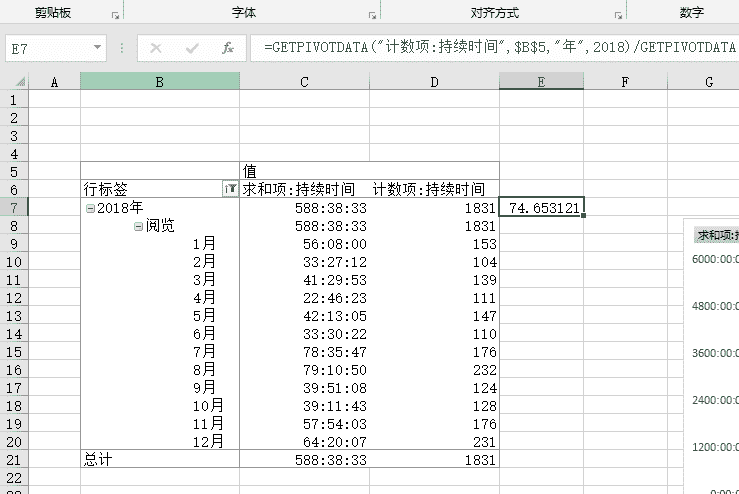 剪贴板 字体 对齐方式 数字
E7 fx =GETPIVOTDATA("计数项:持续时间",$B$5,"年",2018)/GETPIVOTDATA
A B C D E F G
1
2
3
4
5 值
6 行标签 求和项:持续时间 计数项:持续时间
7 2018年 588:38:33 1831 74.653121
8 阅览 588:38:33 1831
9 1月 56:08:00 153
10 2月 33:27:12 104
11 3月 41:29:53 139
12 4月 22:46:23 111
13 5月 42:13:05 147
14 6月 33:30:22 110
15 7月 78:35:47 176
16 8月 79:10:50 232
17 9月 39:51:08 124
18 10月 39:11:43 128
19 11月 57:54:03 176
20 12月 64:20:07 231
21 总计 588:38:33 1831
22
求和项:持
6000:00:0
4800:00:0
3600:00:0
2400:00:0
1200:00:0